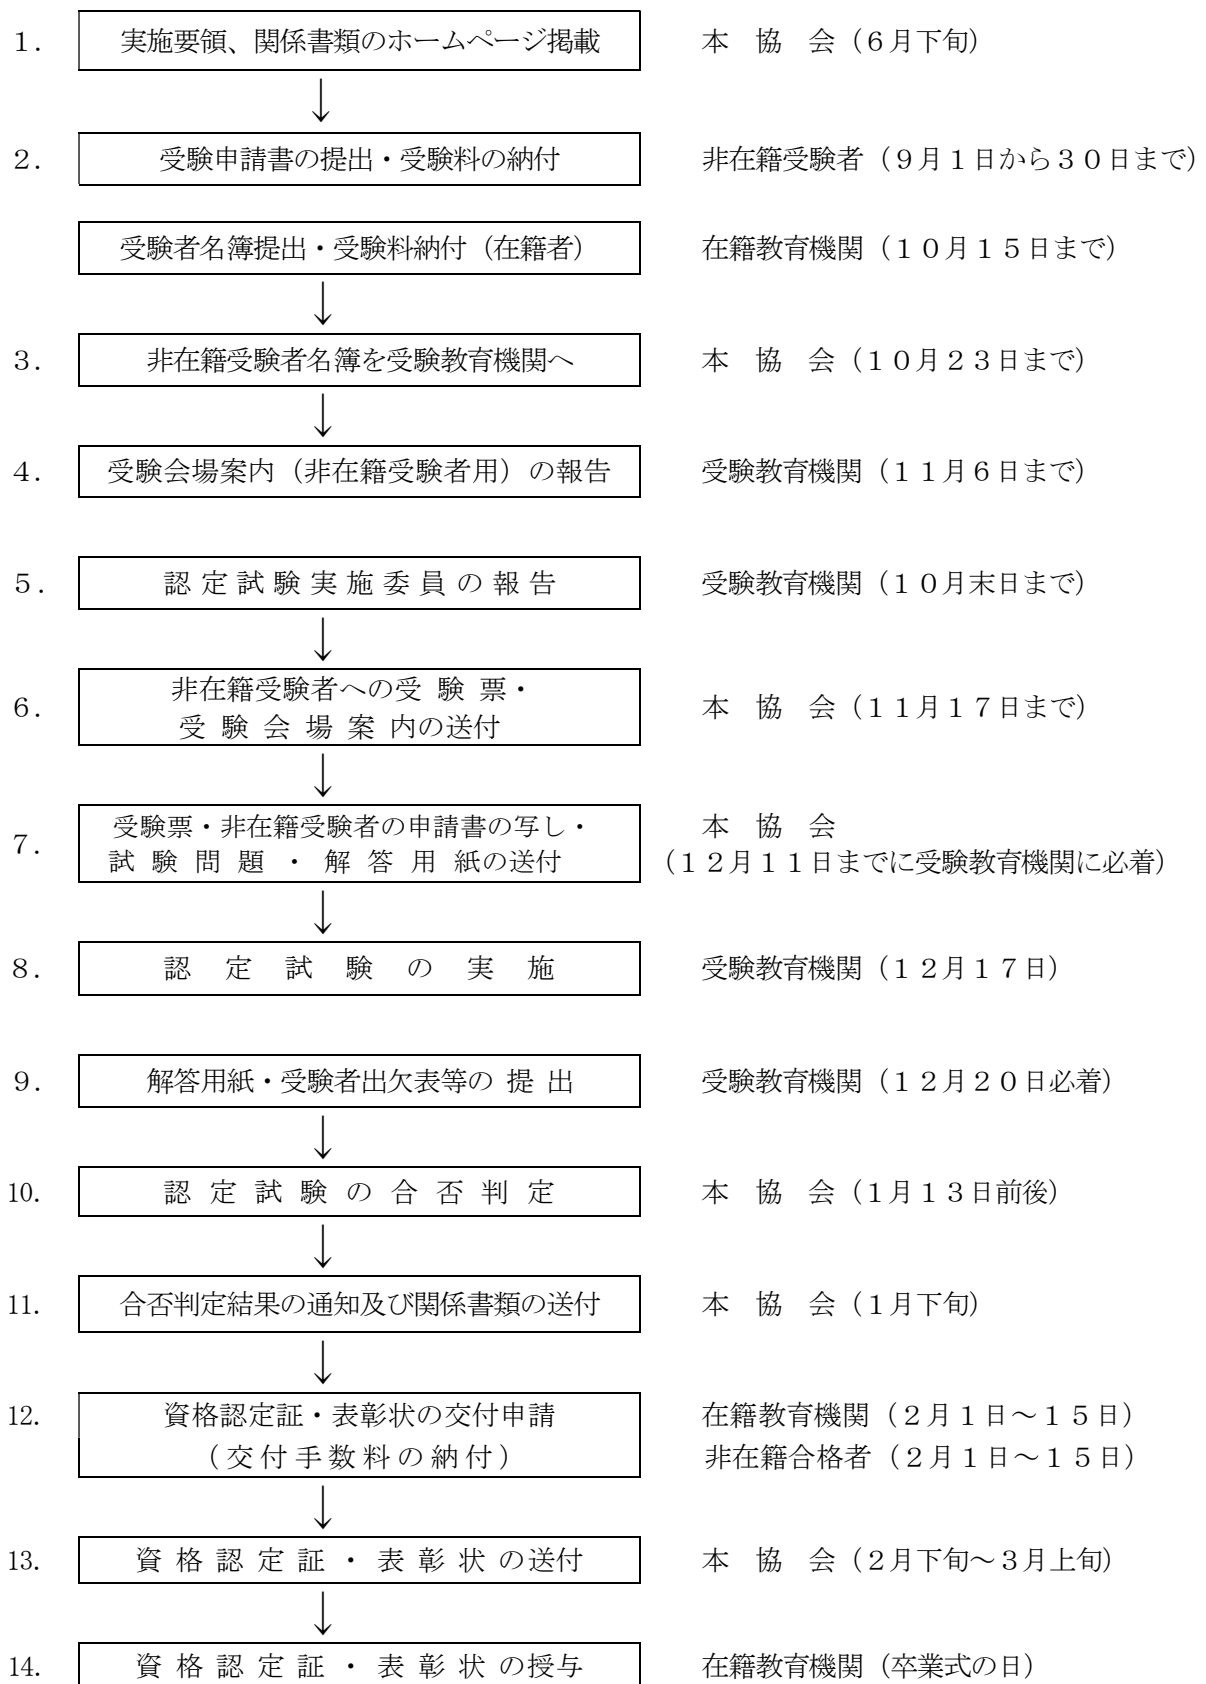 １． 実施要領、関係書類のホームページ掲載 本　協　会（６月下旬）
２． 受験申請書の提出・受験料の納付 非在籍受験者（９月１日から３０日まで）
受験者名簿提出・受験料納付（在籍者） 在籍教育機関（１０月１５日まで）
３． 非在籍受験者名簿を受験教育機関へ 本　協　会（１０月２３日まで）
４． 受験会場案内（非在籍受験者用）の報告 受験教育機関（１１月６日まで）
５． 認 定 試 験 実 施 委 員 の 報 告 受験教育機関（１０月末日まで）
６． 非在籍受験者への受 験 票・
受 験 会 場 案 内の送付 本　協　会（１１月１７日まで）
７． 受験票・非在籍受験者の申請書の写し・ 本　協　会
試 験 問 題 ・ 解 答 用 紙の送付 （１２月１１日までに受験教育機関に必着）
８． 認　定　試　験　の　実　施 受験教育機関（１２月１７日）
９． 解答用紙・受験者出欠表等の 提 出 受験教育機関（１２月２０日必着）
10. 認 定 試 験 の 合 否 判 定 本　協　会（１月１３日前後）
11. 合否判定結果の通知及び関係書類の送付 本　協　会（１月下旬）
12. 資格認定証・表彰状の交付申請 在籍教育機関（２月１日～１５日）
（交付手数料の納付） 非在籍合格者（２月１日～１５日）
13. 資 格 認 定 証 ・ 表 彰 状 の送付 本　協　会（２月下旬～３月上旬）
14. 資 格 認 定 証 ・ 表 彰 状 の授与 在籍教育機関（卒業式の日）